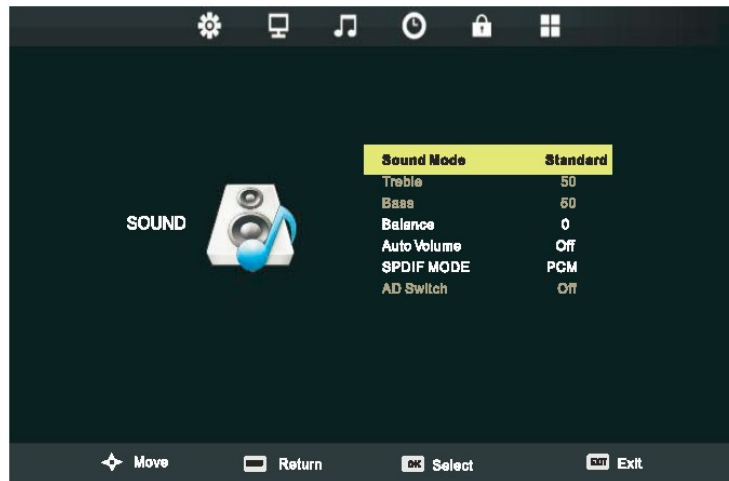 Sound Mode Standard
Treble 50
Bass 50
SOUND
Balance 0
Auto Volume Off
SPDIF MODE PCM
AD Switch Off
Move Return OK Select EXIT Exit